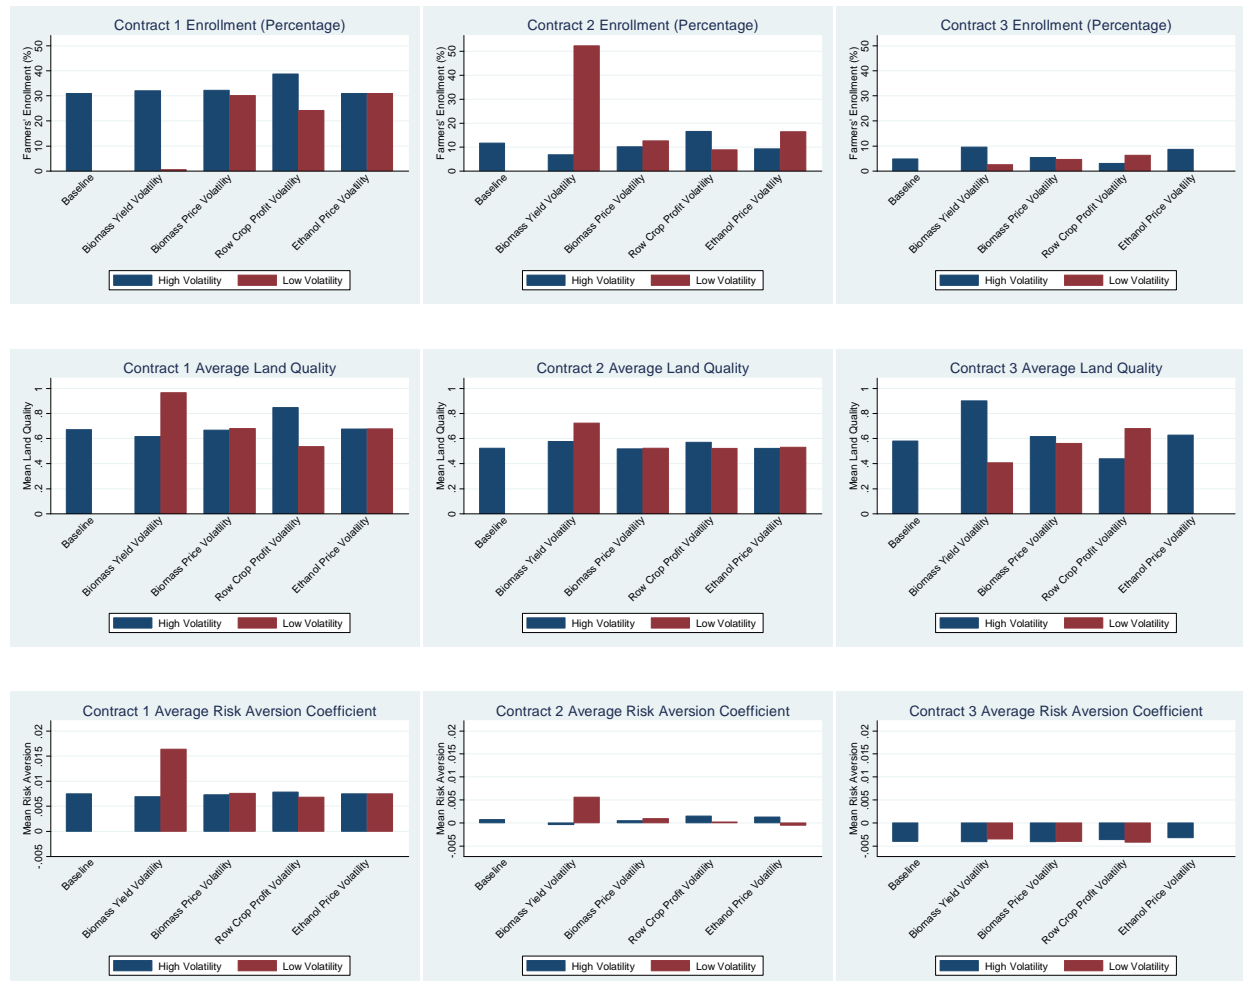 Contract 1 Enrollment (Percentage)
Farmers' Enrollment (%)
50
40
30
20
10
0
Baseline
Biomass Yield Volatility
Biomass Price Volatility
Row Crop Profit Volatility
Ethanol Price Volatility
High Volatility Low Volatility
Contract 2 Enrollment (Percentage)
Farmers' Enrollment (%)
50
40
30
20
10
0
Baseline
Biomass Yield Volatility
Biomass Price Volatility
Row Crop Profit Volatility
Ethanol Price Volatility
High Volatility Low Volatility
Contract 3 Enrollment (Percentage)
Farmers' Enrollment (%)
50
40
30
20
10
0
Baseline
Biomass Yield Volatility
Biomass Price Volatility
Row Crop Profit Volatility
Ethanol Price Volatility
High Volatility Low Volatility
Contract 1 Average Land Quality
Mean Land Quality
1
.8
.6
.4
.2
0
Baseline
Biomass Yield Volatility
Biomass Price Volatility
Row Crop Profit Volatility
Ethanol Price Volatility
High Volatility Low Volatility
Contract 2 Average Land Quality
Mean Land Quality
1
.8
.6
.4
.2
0
Baseline
Biomass Yield Volatility
Biomass Price Volatility
Row Crop Profit Volatility
Ethanol Price Volatility
High Volatility Low Volatility
Contract 3 Average Land Quality
Mean Land Quality
1
.8
.6
.4
.2
0
Baseline
Biomass Yield Volatility
Biomass Price Volatility
Row Crop Profit Volatility
Ethanol Price Volatility
High Volatility Low Volatility
Contract 1 Average Risk Aversion Coefficient
Mean Risk Aversion
.02
.015
.01
.005
0
-.005
Baseline
Biomass Yield Volatility
Biomass Price Volatility
Row Crop Profit Volatility
Ethanol Price Volatility
High Volatility Low Volatility
Contract 2 Average Risk Aversion Coefficient
Mean Risk Aversion
.02
.015
.01
.005
0
-.005
Baseline
Biomass Yield Volatility
Biomass Price Volatility
Row Crop Profit Volatility
Ethanol Price Volatility
High Volatility Low Volatility
Contract 3 Average Risk Aversion Coefficient
Mean Risk Aversion
.02
.015
.01
.005
0
-.005
Baseline
Biomass Yield Volatility
Biomass Price Volatility
Row Crop Profit Volatility
Ethanol Price Volatility
High Volatility Low Volatility